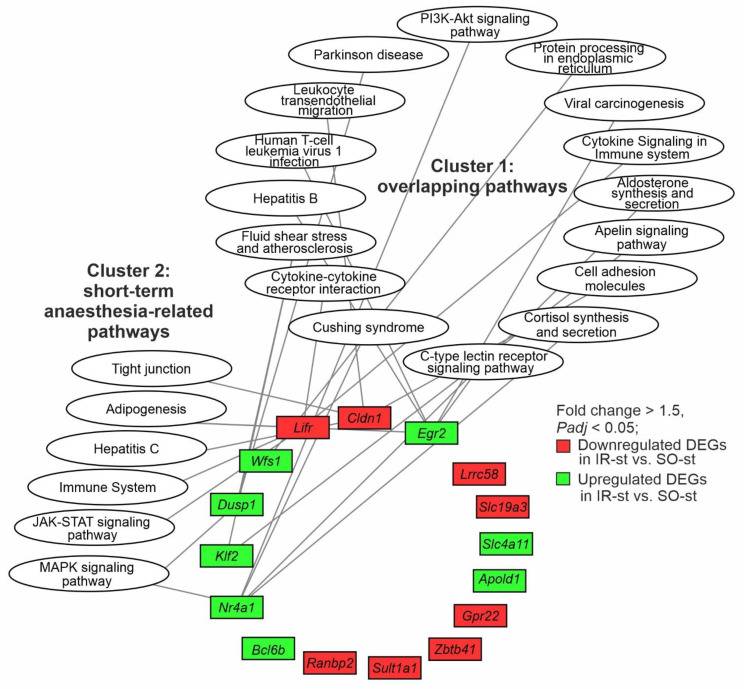 PI3K-Akt signaling
pathway
Parkinson disease
Protein processing
in endoplasmic
reticulum
Leukocyte
transendothelial
migration
Viral carcinogenesis
Human T-cell
leukemia virus 1
infection
Cytokine Signaling in
Immune system
Cluster 1:
overlapping pathways
Hepatitis B
Aldosterone
synthesis and
secretion
Fluid shear stress
and atherosclerosis
Apelin signaling
pathway
Cluster 2:
short-term
anaesthesia-related
pathways
Cytokine-cytokine
receptor interaction
Cell adhesion
molecules
Cushing syndrome
Cortisol synthesis
and secretion
C-type lectin receptor
signaling pathway
Tight junction
Adipogenesis
Hepatitis C
Immune System
JAK-STAT signaling
pathway
MAPK signaling
pathway
Lifr
Cldn1
Egr2
Wfs1
Dusp1
Klf2
Nr4a1
Bcl6b
Ranbp2
Sult1a1
Zbtb41
Gpr22
Apold1
Slc4a11
Slc19a3
Lrrc58
Fold change > 1.5,
Padj < 0.05;
Downregulated DEGs
in IR-st vs. SO-st
Upregulated DEGs
in IR-st vs. SO-st